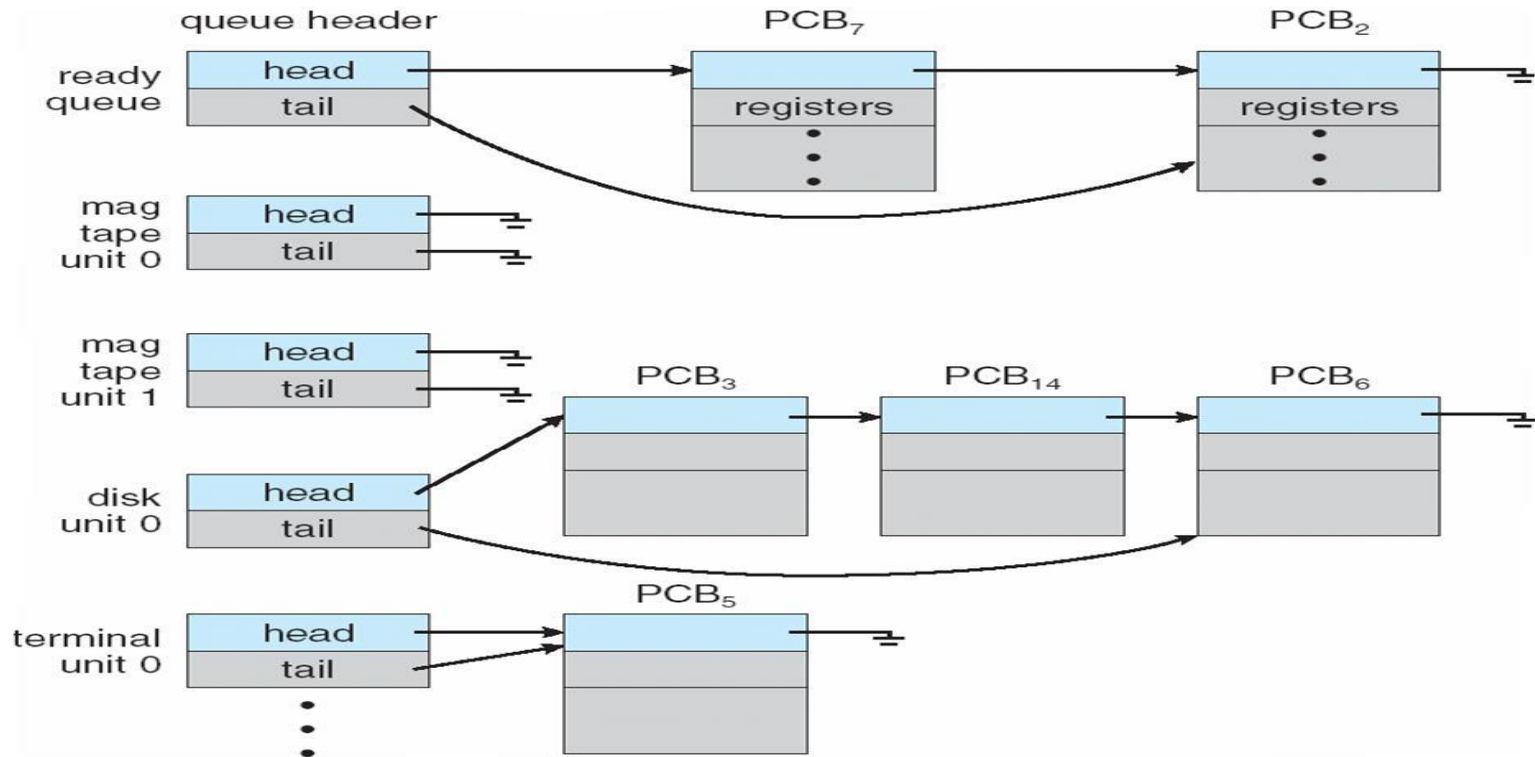 queue header
PCB₇
PCB₂
ready
queue
head
tail
registers
registers
mag
tape
unit 0
head
tail
mag
tape
unit 1
head
tail
PCB₃
PCB₁₄
PCB₆
disk
unit 0
head
tail
PCB₅
terminal
unit 0
head
tail